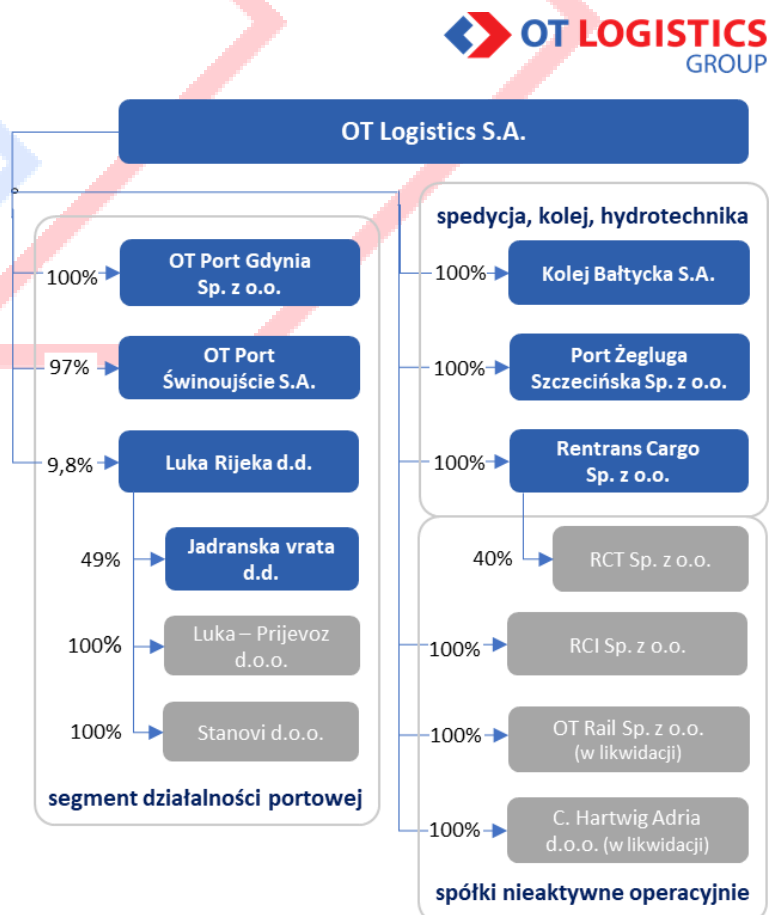 OT LOGISTICS
GROUP
OT Logistics S.A.
100%
OT Port Gdynia
Sp. z o.o.
97%
OT Port
Świnoujście S.A.
9,8%
Luka Rijeka d.d.
49%
Jadranska vrata
d.d.
100%
Luka – Prijevoz
d.o.o.
100%
Stanovi d.o.o.
segment działalności portowej
spedycja, kolej, hydrotechnika
100%
Kolej Bałtycka S.A.
100%
Port Żegluga
Szczecińska Sp. z o.o.
100%
Rentrans Cargo
Sp. z o.o.
40%
RCT Sp. z o.o.
100%
RCI Sp. z o.o.
100%
OT Rail Sp. z o.o.
(w likwidacji)
100%
C. Hartwig Adria
d.o.o. (w likwidacji)
spółki nieaktywne operacyjnie